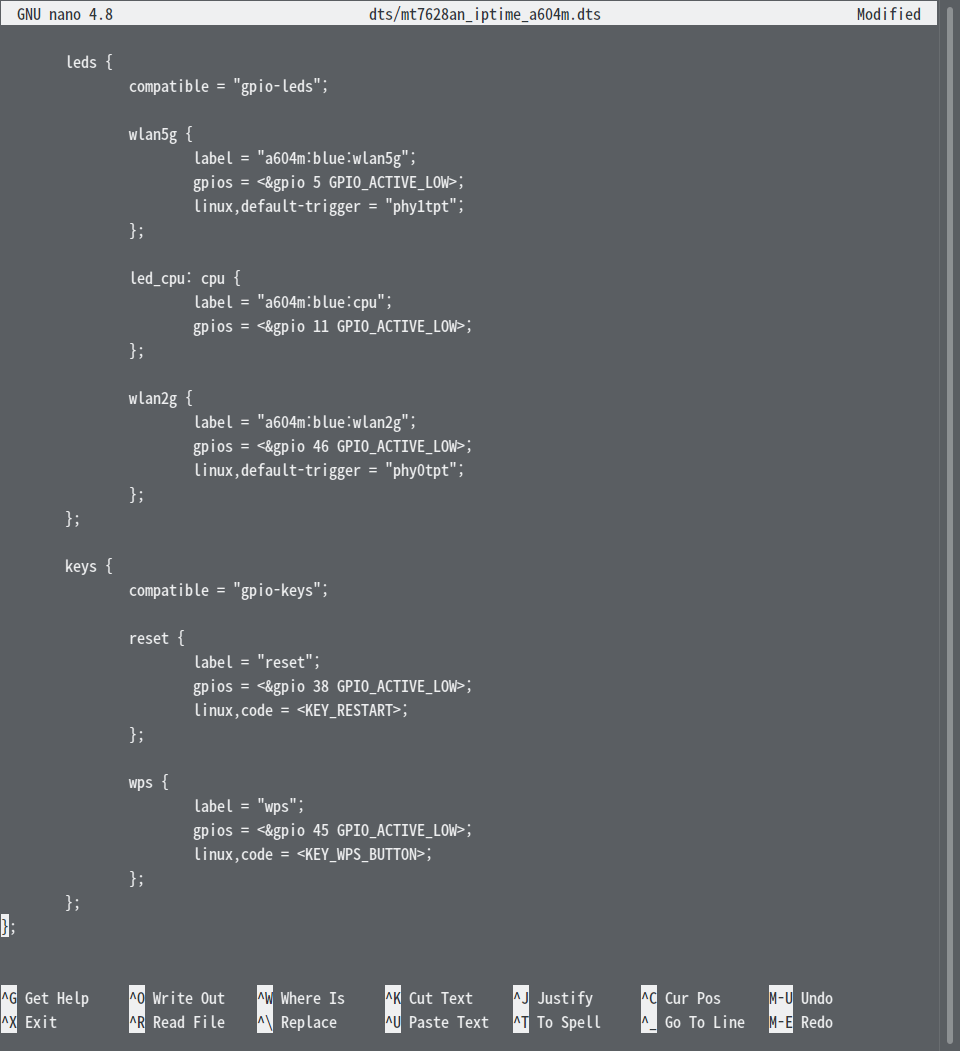 GNU nano 4.8 dts/mt7628an_iptime_a604m.dts Modified
leds {
compatible = "gpio-leds";
wlan5g {
label = "a604m:blue:wlan5g";
gpios = <&gpio 5 GPIO_ACTIVE_LOW>;
linux,default-trigger = "phy1tpt";
};
led_cpu: cpu {
label = "a604m:blue:cpu";
gpios = <&gpio 11 GPIO_ACTIVE_LOW>;
};
wlan2g {
label = "a604m:blue:wlan2g";
gpios = <&gpio 46 GPIO_ACTIVE_LOW>;
linux,default-trigger = "phy0tpt";
};
};
keys {
compatible = "gpio-keys";
reset {
label = "reset";
gpios = <&gpio 38 GPIO_ACTIVE_LOW>;
linux,code = <KEY_RESTART>;
};
wps {
label = "wps";
gpios = <&gpio 45 GPIO_ACTIVE_LOW>;
linux,code = <KEY_WPS_BUTTON>;
};
};
};
^G Get Help ^O Write Out ^W Where Is ^K Cut Text ^J Justify ^C Cur Pos M-U Undo
^X Exit ^R Read File ^\ Replace ^U Paste Text ^T To Spell ^_ Go To Line M-E Redo